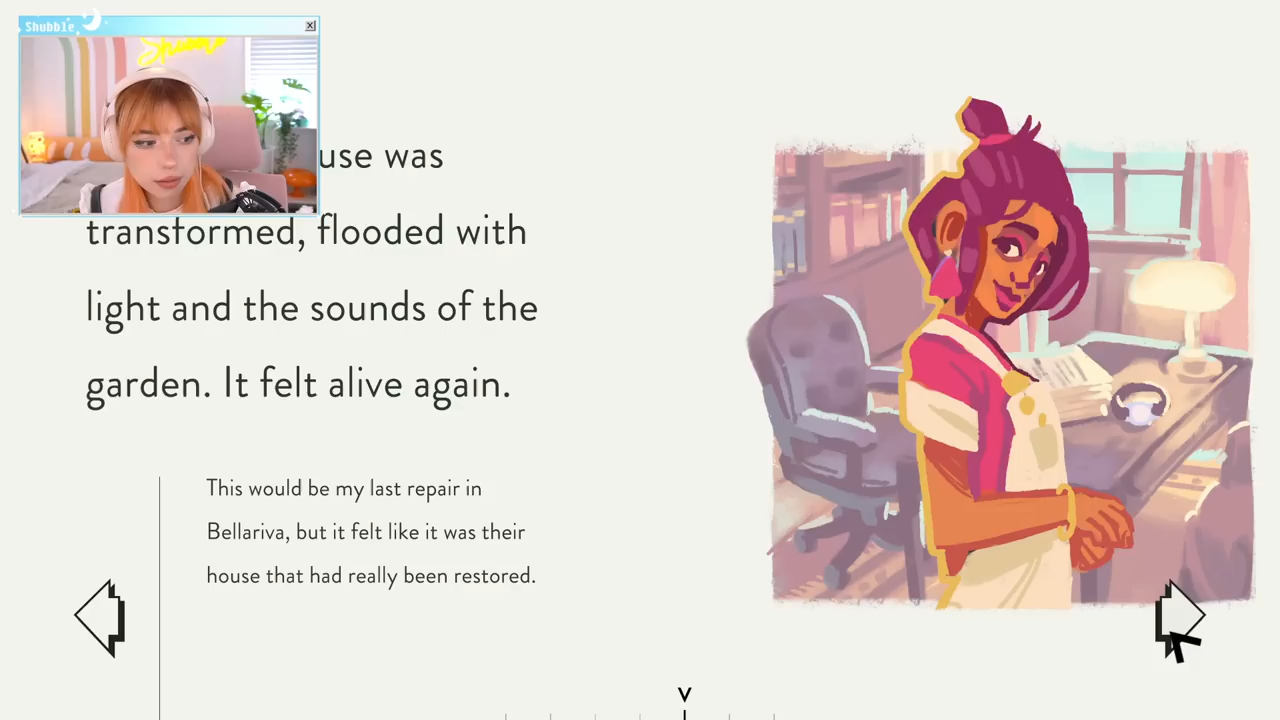 Shubble
use was
transformed, flooded with
light and the sounds of the
garden. It felt alive again.
This would be my last repair in
Bellariva, but it felt like it was their
house that had really been restored.